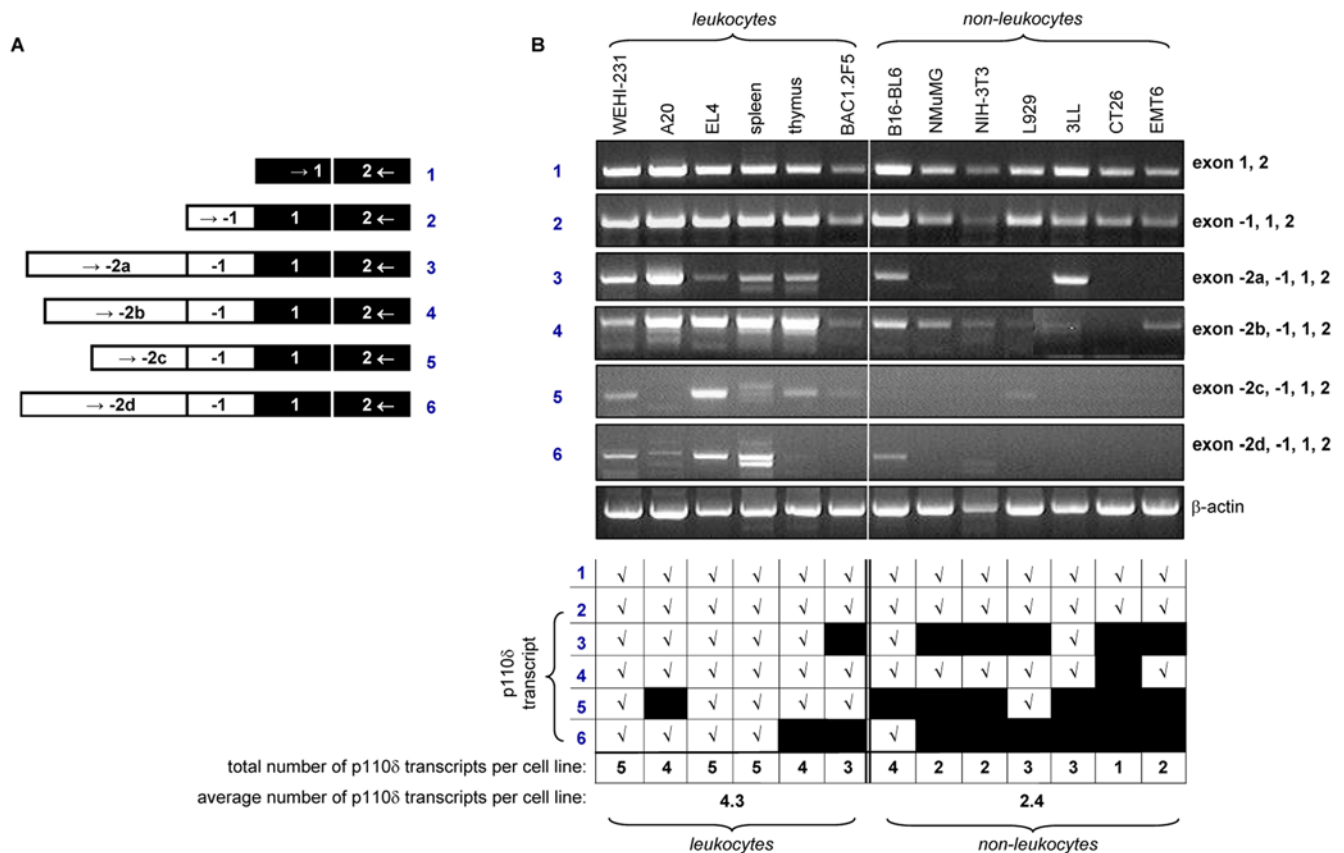 A
→ 1 2 ← 1
→ -1 1 2 ← 2
→ -2a -1 1 2 ← 3
→ -2b -1 1 2 ← 4
→ -2c -1 1 2 ← 5
→ -2d -1 1 2 ← 6
B
leukocytes non-leukocytes
WEHI-231 A20 EL4 spleen thymus BAC1.2F5 B16-BL6 NMuMG NIH-3T3 L929 3LL CT26 EMT6
1 exon 1, 2
2 exon -1, 1, 2
3 exon -2a, -1, 1, 2
4 exon -2b, -1, 1, 2
5 exon -2c, -1, 1, 2
6 exon -2d, -1, 1, 2
β-actin
p110δ
transcript
1 √ √ √ √ √ √ √ √ √ √ √ √ √
2 √ √ √ √ √ √ √ √ √ √ √ √ √
3 √ √ √ √ √ √ √
4 √ √ √ √ √ √ √ √ √ √ √ √
5 √ √ √ √ √ √
6 √ √ √ √ √
total number of p110δ transcripts per cell line: 5 4 5 5 4 3 4 2 2 3 3 1 2
average number of p110δ transcripts per cell line: 4.3 2.4
leukocytes non-leukocytes